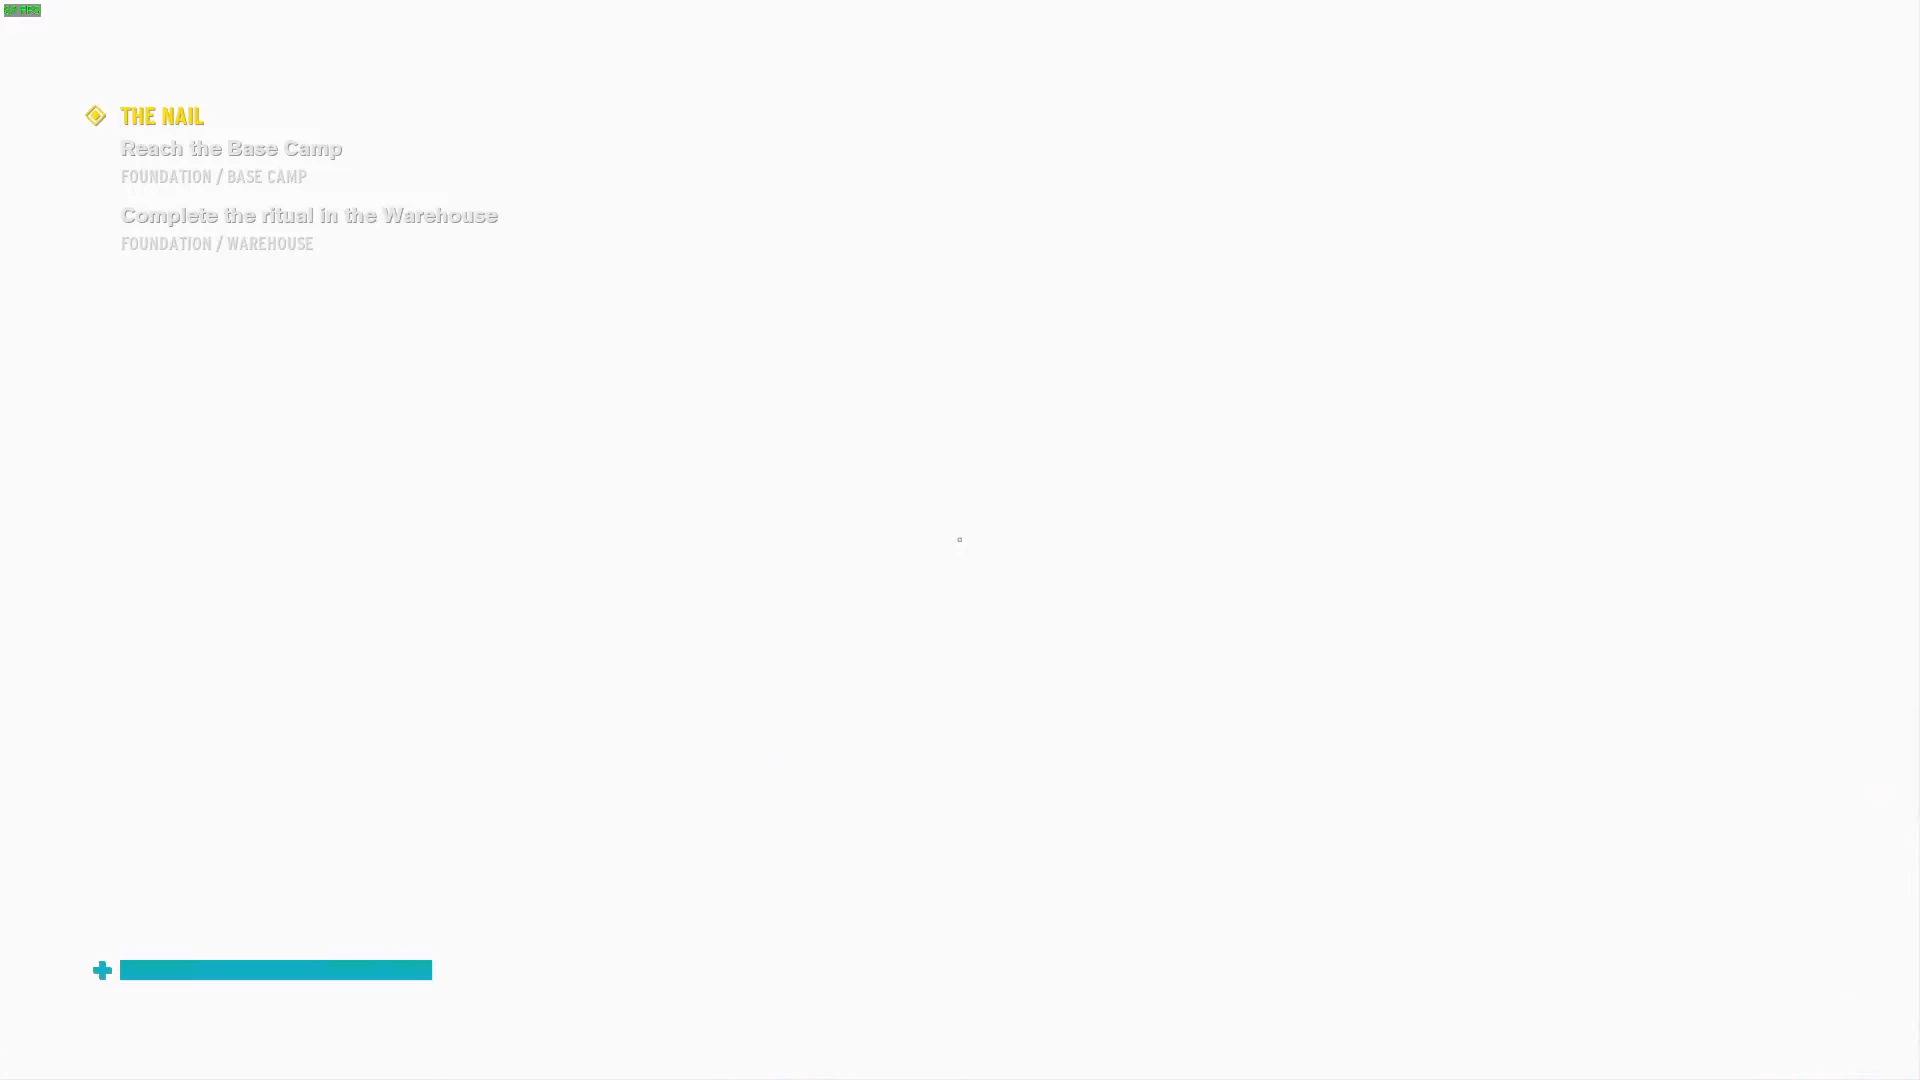 THE NAIL
Reach the Base Camp
FOUNDATION / BASE CAMP
Complete the ritual in the Warehouse
FOUNDATION / WAREHOUSE